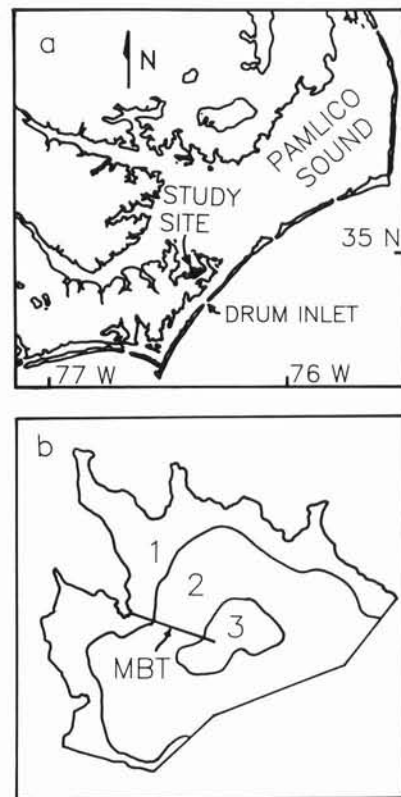 a
N
PAMLICO
SOUND
STUDY
SITE
35 N
DRUM INLET
77 W
76 W
b
1
2
3
MBT